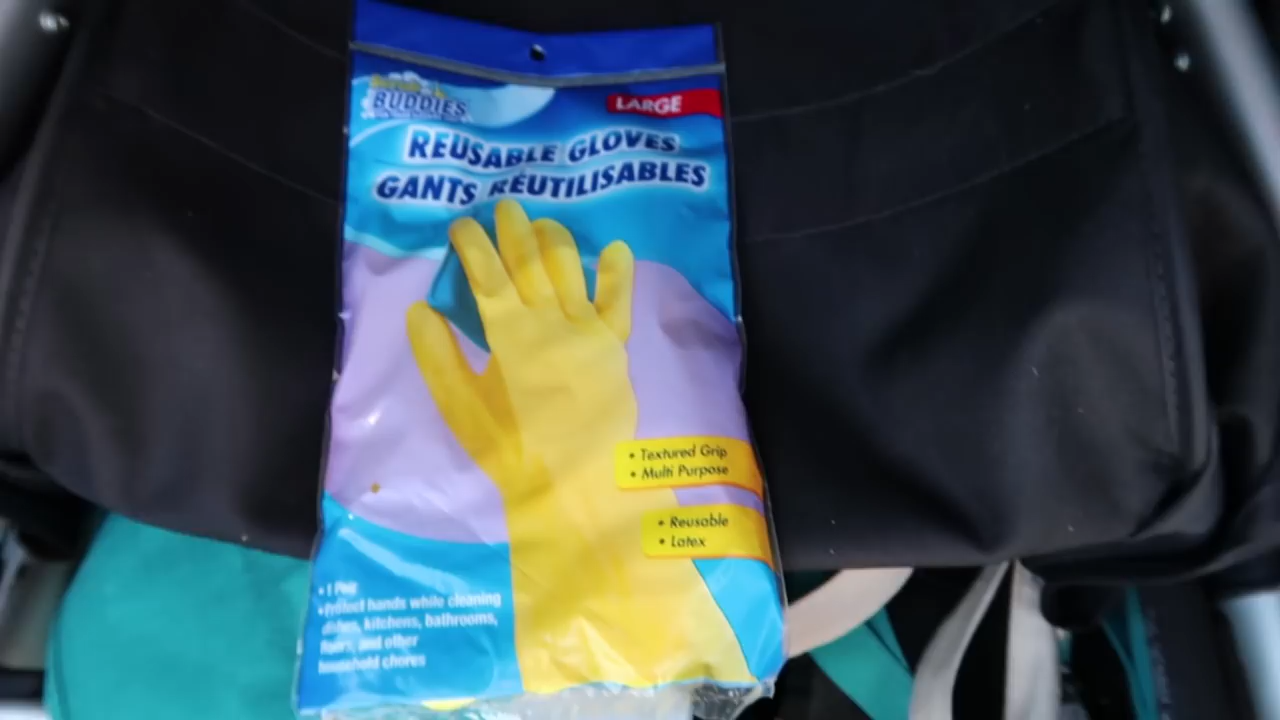 BUDDIES
LARGE
REUSABLE GLOVES
GANTS RÉUTILISABLES
• Textured Grip
• Multi Purpose
• Reusable
• Latex
• 1 Pair
• Protect hands while cleaning
dishes, kitchens, bathrooms,
and other
household chores